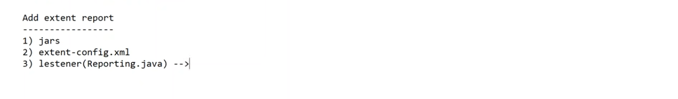 Add extent report
-----------------
1) jars
2) extent-config.xml
3) lestener(Reporting.java) -->